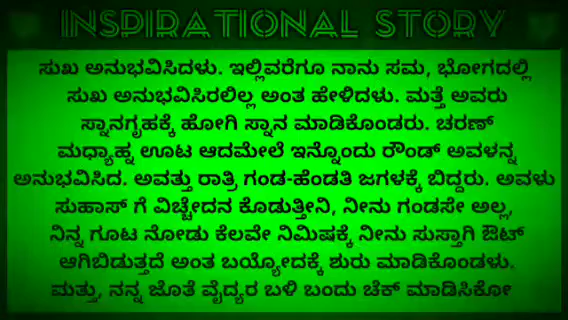 INSPIRATIONAL STORY
ಸುಖ ಅನುಭವಿಸಿದಳು. ಇಲ್ಲಿವರೆಗೂ ನಾನು ಸಮ, ಭೋಗದಲ್ಲಿ
ಸುಖ ಅನುಭವಿಸಿರಲಿಲ್ಲ ಅಂತ ಹೇಳಿದಳು. ಮತ್ತೆ ಅವರು
ಸ್ನಾನಗೃಹಕ್ಕೆ ಹೋಗಿ ಸ್ನಾನ ಮಾಡಿಕೊಂಡರು. ಚರಣ್
ಮಧ್ಯಾಹ್ನ ಊಟ ಆದಮೇಲೆ ಇನ್ನೊಂದು ರೌಂಡ್ ಅವಳನ್ನ
ಅನುಭವಿಸಿದ. ಅವತ್ತು ರಾತ್ರಿ ಗಂಡ-ಹೆಂಡತಿ ಜಗಳಕ್ಕೆ ಬಿದ್ದರು. ಅವಳು
ಸುಹಾಸ್ ಗೆ ವಿಚ್ಛೇದನ ಕೊಡುತ್ತೀನಿ, ನೀನು ಗಂಡಸೇ ಅಲ್ಲ,
ನಿನ್ನ ಗೂಟ ನೋಡು ಕೆಲವೇ ನಿಮಿಷಕ್ಕೆ ನೀನು ಸುಸ್ತಾಗಿ ಔಟ್
ಆಗಿಬಿಡುತ್ತದೆ ಅಂತ ಬಯ್ಯೋದಕ್ಕೆ ಶುರು ಮಾಡಿಕೊಂಡಳು.
ಮತ್ತು, ನನ್ನ ಜೊತೆ ವೈದ್ಯರ ಬಳಿ ಬಂದು ಚೆಕ್ ಮಾಡಿಸಿಕೋ